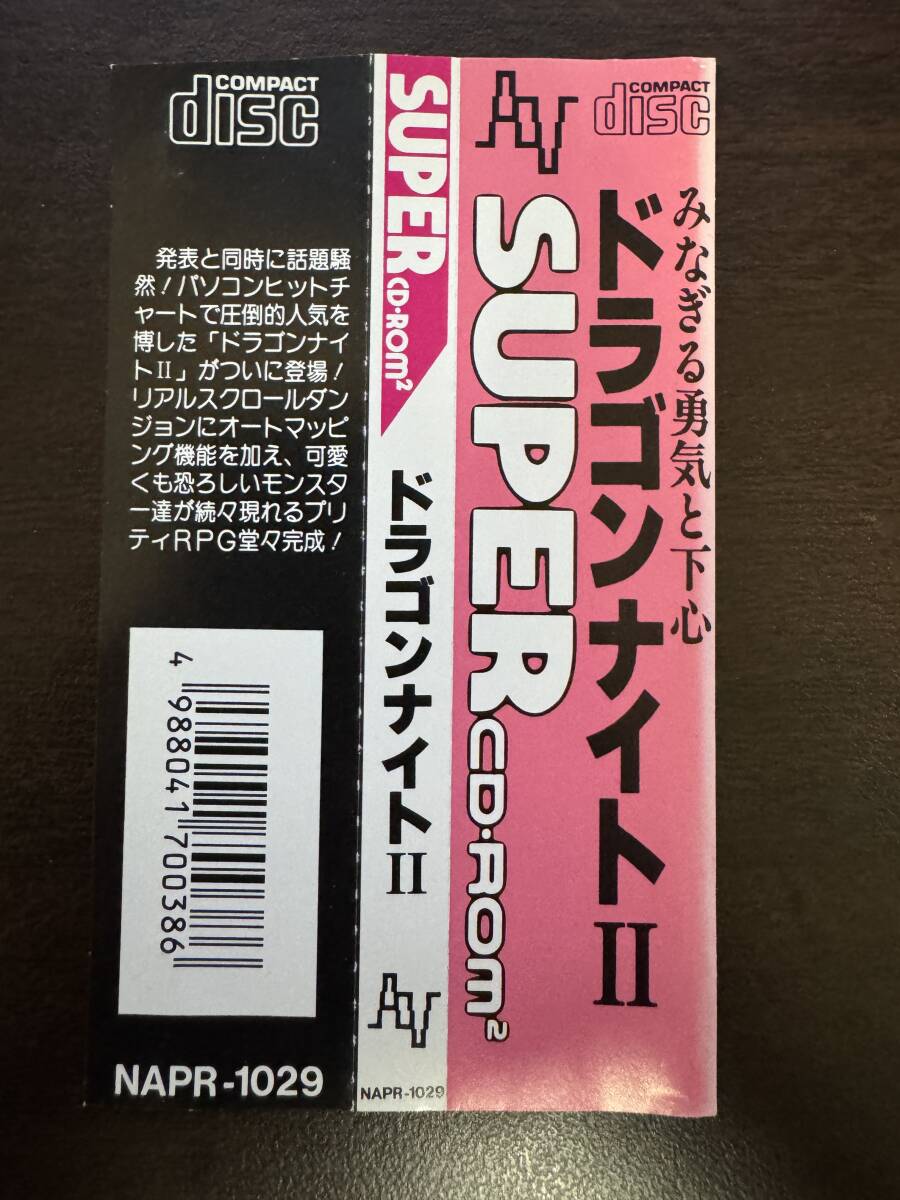 COMPACT
disc
発表と同時に話題騒
然！パソコンヒットチ
ャートで圧倒的人気を
博した「ドラゴンナイ
トⅡ」がついに登場！
リアルスクロールダン
ジョンにオートマッピ
ング機能を加え、可愛
くも恐ろしいモンスタ
ー達が続々現れるプリ
ティRPG堂々完成！
4 988041 700386
NAPR-1029
SUPER CD-ROM²
ドラゴンナイトⅡ
AV
NAPR-1029
COMPACT
disc
みなぎる勇気と下心
ドラゴンナイトⅡ
AV
SUPER CD-ROM²